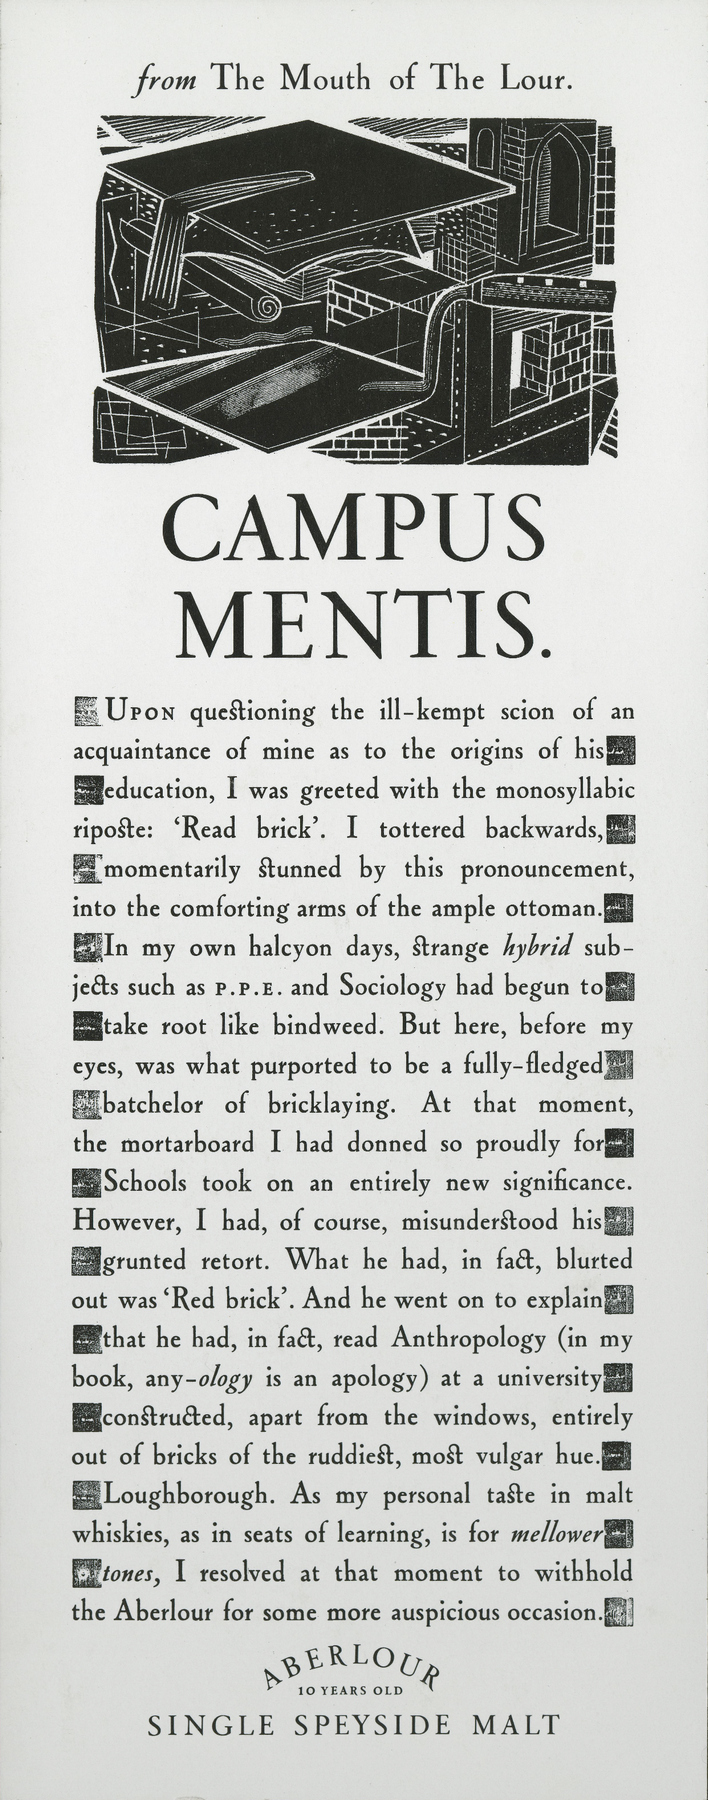 from The Mouth of The Lour.
CAMPUS
MENTIS.
UPON questioning the ill-kempt scion of an
acquaintance of mine as to the origins of his
education, I was greeted with the monosyllabic
riposte: ‘Read brick’. I tottered backwards,
momentarily stunned by this pronouncement,
into the comforting arms of the ample ottoman.
In my own halcyon days, strange hybrid sub-
jects such as P.P.E. and Sociology had begun to
take root like bindweed. But here, before my
eyes, was what purported to be a fully-fledged
batchelor of bricklaying. At that moment,
the mortarboard I had donned so proudly for
Schools took on an entirely new significance.
However, I had, of course, misunderstood his
grunted retort. What he had, in fact, blurted
out was ‘Red brick’. And he went on to explain
that he had, in fact, read Anthropology (in my
book, any-ology is an apology) at a university
constructed, apart from the windows, entirely
out of bricks of the ruddiest, most vulgar hue.
Loughborough. As my personal taste in malt
whiskies, as in seats of learning, is for mellower
tones, I resolved at that moment to withhold
the Aberlour for some more auspicious occasion.
ABERLOUR
10 YEARS OLD
SINGLE SPEYSIDE MALT